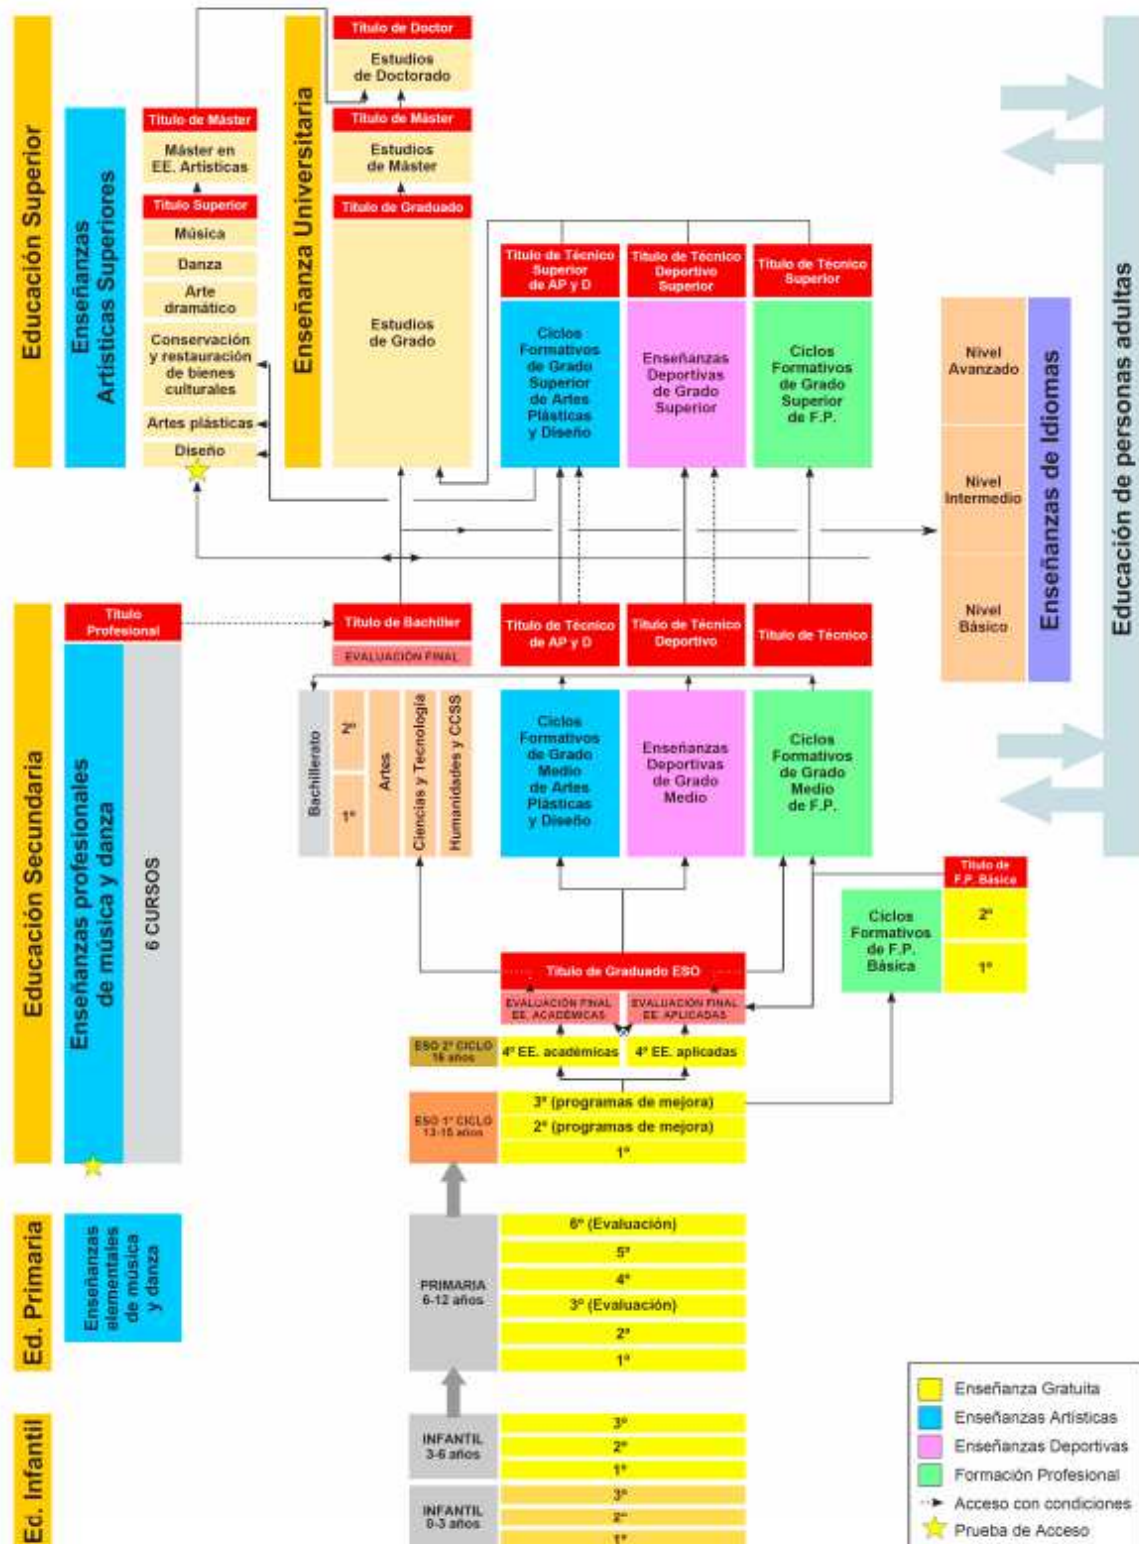 Educación Superior
Enseñanzas
Artísticas Superiores
Título de Máster
Máster en
EE. Artísticas
Título Superior
Música
Danza
Arte
dramático
Conservación
y restauración
de bienes
culturales
Artes plásticas
Diseño
Enseñanza Universitaria
Título de Doctor
Estudios
de Doctorado
Título de Máster
Estudios
de Máster
Título de Graduado
Estudios
de Grado
Título de Técnico
Superior
de AP y D
Ciclos
Formativos
de Grado
Superior
de Artes
Plásticas
y Diseño
Título de Técnico
Deportivo
Superior
Enseñanzas
Deportivas
de Grado
Superior
Título de Técnico
Superior
Ciclos
Formativos
de Grado
Superior
de F.P.
Nivel
Avanzado
Nivel
Intermedio
Nivel
Básico
Enseñanzas de Idiomas
Educación de personas adultas
Educación Secundaria
Título
Profesional
Enseñanzas profesionales
de música y danza
6 CURSOS
Título de Bachiller
EVALUACIÓN FINAL
Bachillerato
2º
1º
Artes
Ciencias y Tecnología
Humanidades y CCSS
Título de Técnico
de AP y D
Ciclos
Formativos
de Grado
Medio
de Artes
Plásticas
y Diseño
Título de Técnico
Deportivo
Enseñanzas
Deportivas
de Grado
Medio
Título de Técnico
Ciclos
Formativos
de Grado
Medio
de F.P.
Título de
F.P. Básica
Ciclos
Formativos
de F.P.
Básica
2º
1º
Título de Graduado ESO
EVALUACIÓN FINAL
EE. ACADÉMICAS
EVALUACIÓN FINAL
EE. APLICADAS
ESO 2º CICLO
16 años
4º EE. académicas
4º EE. aplicadas
ESO 1º CICLO
13-15 años
3º (programas de mejora)
2º (programas de mejora)
1º
Ed. Primaria
Enseñanzas
elementales
de música
y danza
PRIMARIA
6-12 años
6º (Evaluación)
5º
4º
3º (Evaluación)
2º
1º
Ed. Infantil
INFANTIL
3-6 años
3º
2º
1º
INFANTIL
0-3 años
3º
2º
1º
Enseñanza Gratuita
Enseñanzas Artísticas
Enseñanzas Deportivas
Formación Profesional
Acceso con condiciones
Prueba de Acceso